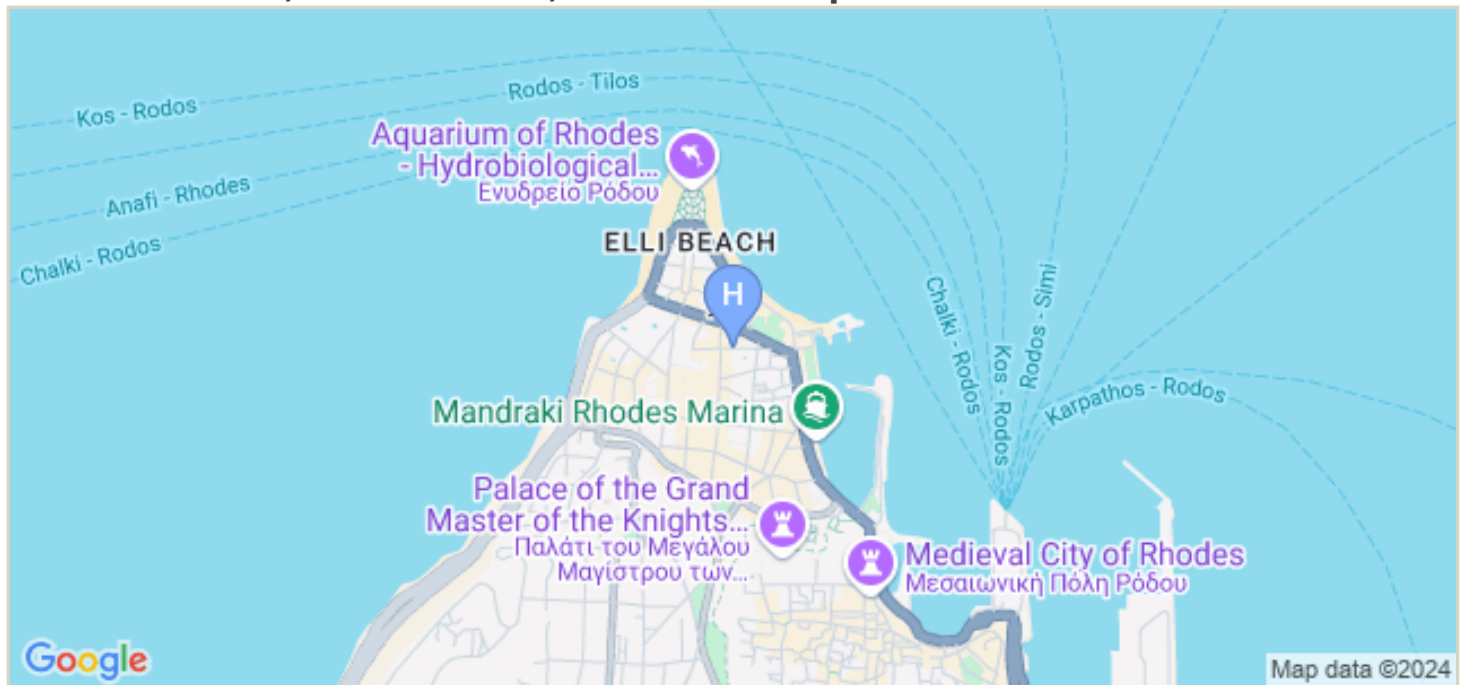 Kos - Rodos
Rodos - Tilos
Aquarium of Rhodes
- Hydrobiological...
Ενυδρείο Ρόδου
Anafi - Rhodes
Chalki - Rodos
ELLI BEACH
H
Chalki - Rodos
Kos - Rodos
Rodos - Simi
Karpathos - Rodos
Mandraki Rhodes Marina
Palace of the Grand
Master of the Knights...
Παλάτι του Μεγάλου
Μαγίστρου των...
Medieval City of Rhodes
Μεσαιωνική Πόλη Ρόδου
Google
Map data ©2024